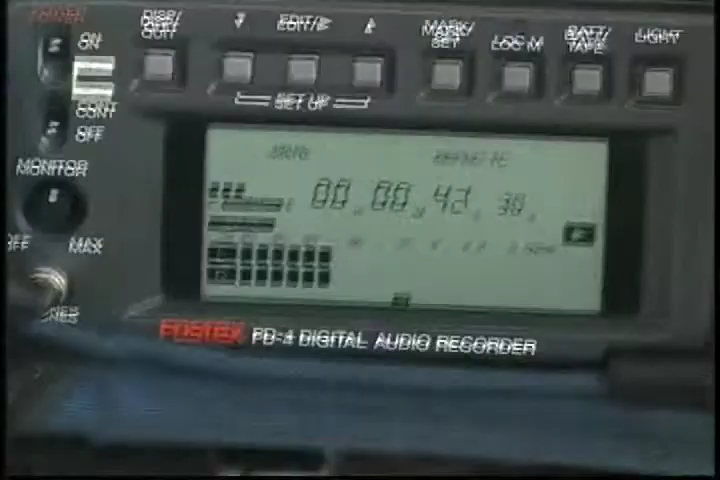 POWER
ON
CONT
OFF
DISP/
QUIT
EDIT/
SET UP
MARK/
SET
LOC M
BATT/
TAPE
LIGHT
MONITOR
OFF MAX
00 00 42 30
FOSTEX PD-4 DIGITAL AUDIO RECORDER